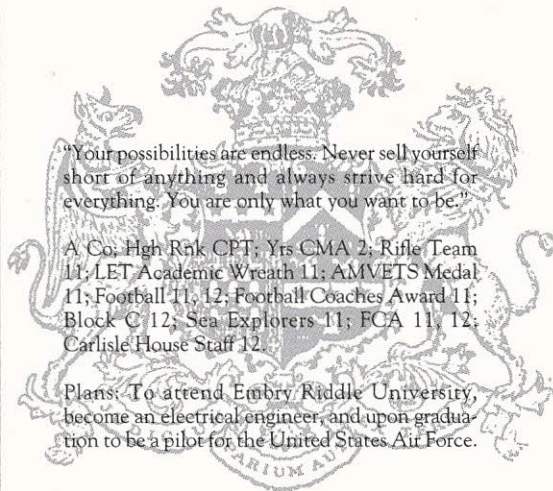 "Your possibilities are endless. Never sell yourself
short of anything and always strive hard for
everything. You are only what you want to be."
A Co; Hgh Rnk CPT; Yrs CMA 2; Rifle Team
11; LET Academic Wreath 11; AMVETS Medal
11; Football 11, 12; Football Coaches Award 11;
Block C 12; Sea Explorers 11; FCA 11, 12;
Carlisle House Staff 12.
Plans: To attend Embry Riddle University,
become an electrical engineer, and upon gradua-
tion to be a pilot for the United States Air Force.